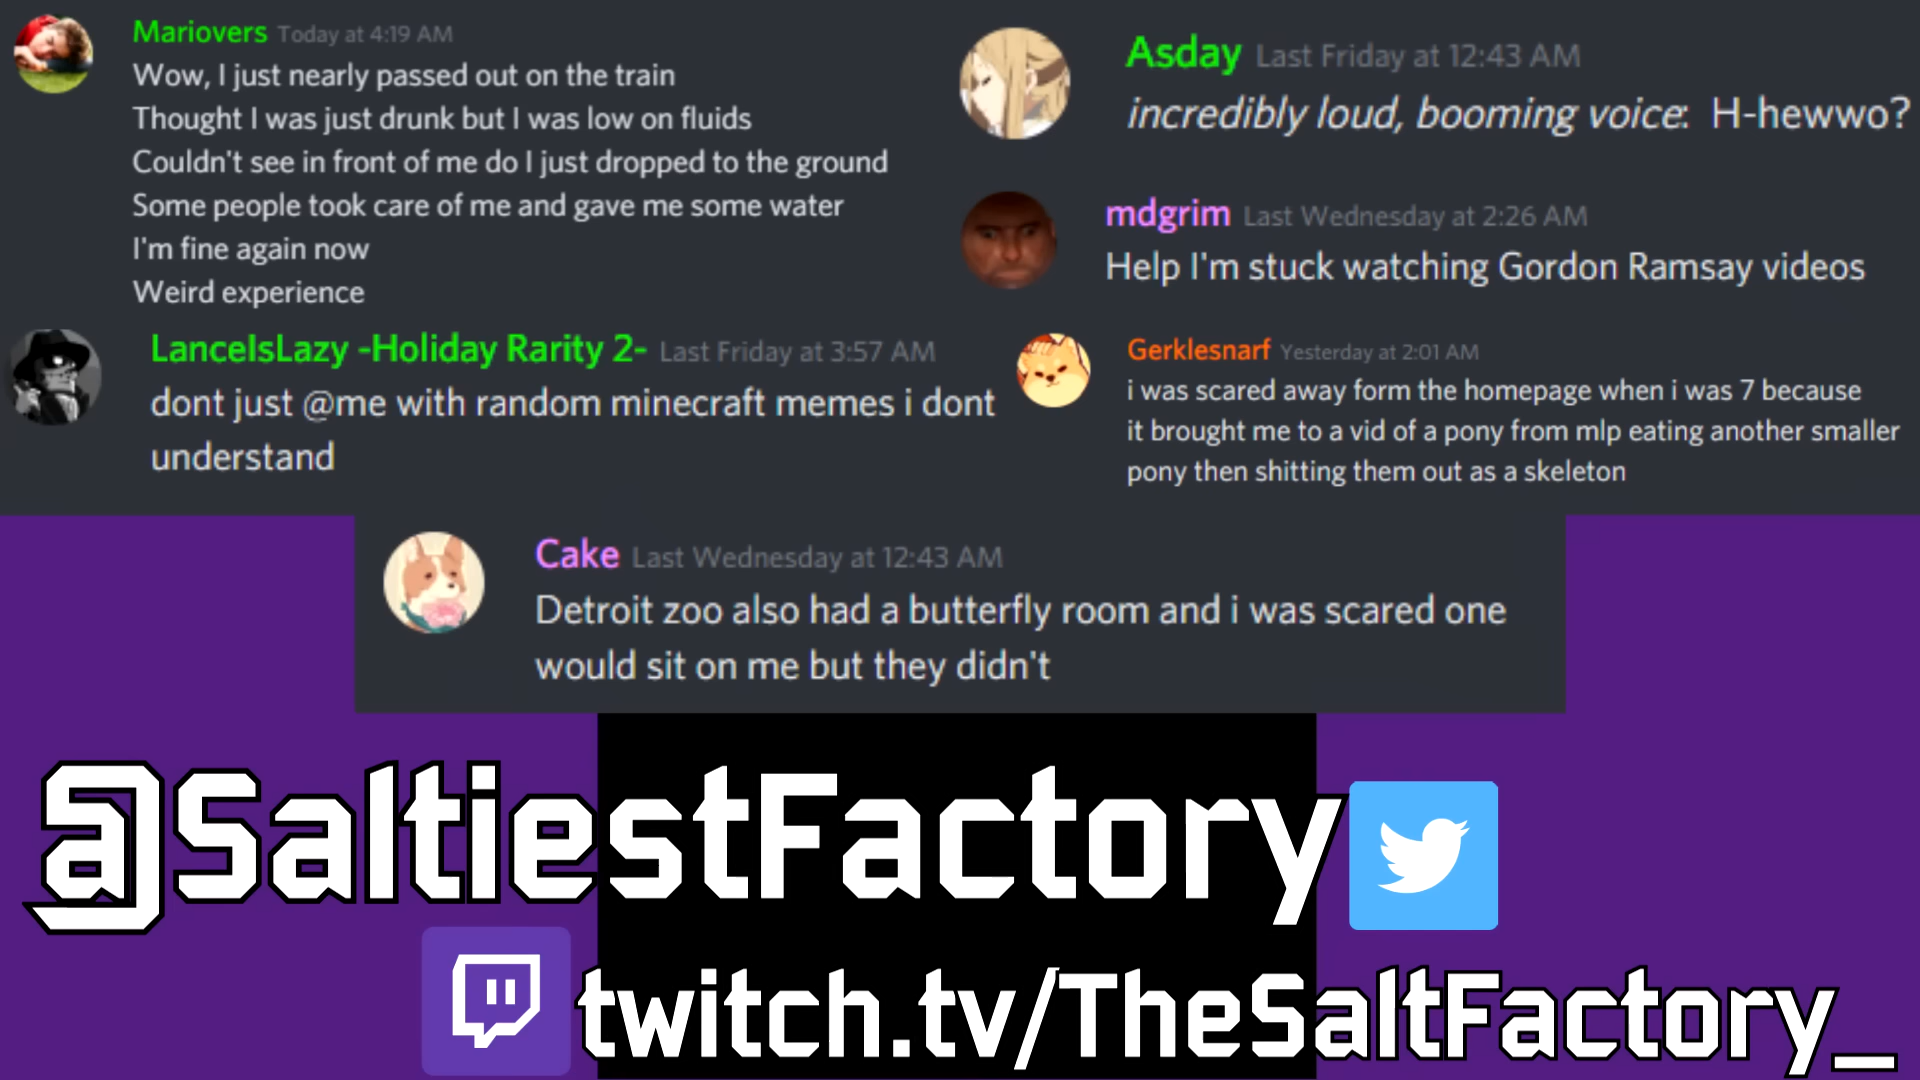 Mariovers Today at 4:19 AM
Wow, I just nearly passed out on the train
Thought I was just drunk but I was low on fluids
Couldn't see in front of me do I just dropped to the ground
Some people took care of me and gave me some water
I'm fine again now
Weird experience
Asday Last Friday at 12:43 AM
incredibly loud, booming voice: H-hewwo?
mdgrim Last Wednesday at 2:26 AM
Help I'm stuck watching Gordon Ramsay videos
LanceIsLazy -Holiday Rarity 2- Last Friday at 3:57 AM
dont just @me with random minecraft memes i dont
understand
Gerklesnarf Yesterday at 2:01 AM
i was scared away form the homepage when i was 7 because
it brought me to a vid of a pony from mlp eating another smaller
pony then shitting them out as a skeleton
Cake Last Wednesday at 12:43 AM
Detroit zoo also had a butterfly room and i was scared one
would sit on me but they didn't
@SaltiestFactory
twitch.tv/TheSaltFactory_